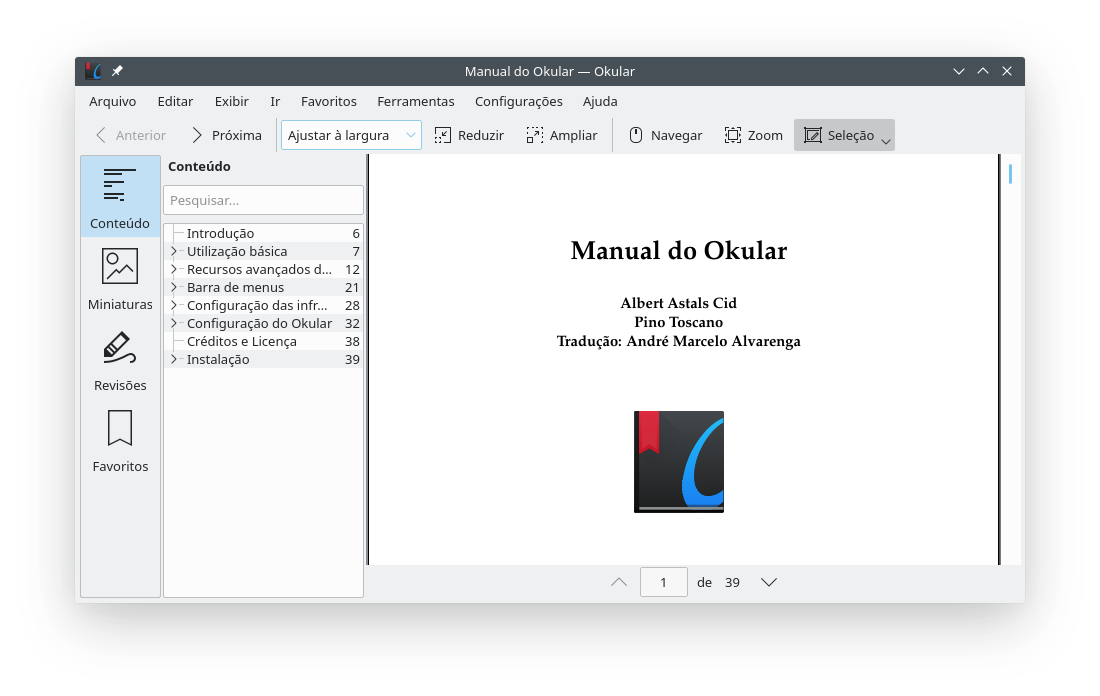 Manual do Okular — Okular
Arquivo Editar Exibir Ir Favoritos Ferramentas Configurações Ajuda
Anterior Próxima Ajustar à largura Reduzir Ampliar Navegar Zoom Seleção
Conteúdo
Miniaturas
Revisões
Favoritos
Conteúdo
Pesquisar...
Introdução 6
Utilização básica 7
Recursos avançados d... 12
Barra de menus 21
Configuração das infr... 28
Configuração do Okular 32
Créditos e Licença 38
Instalação 39
Manual do Okular
Albert Astals Cid
Pino Toscano
Tradução: André Marcelo Alvarenga
1 de 39